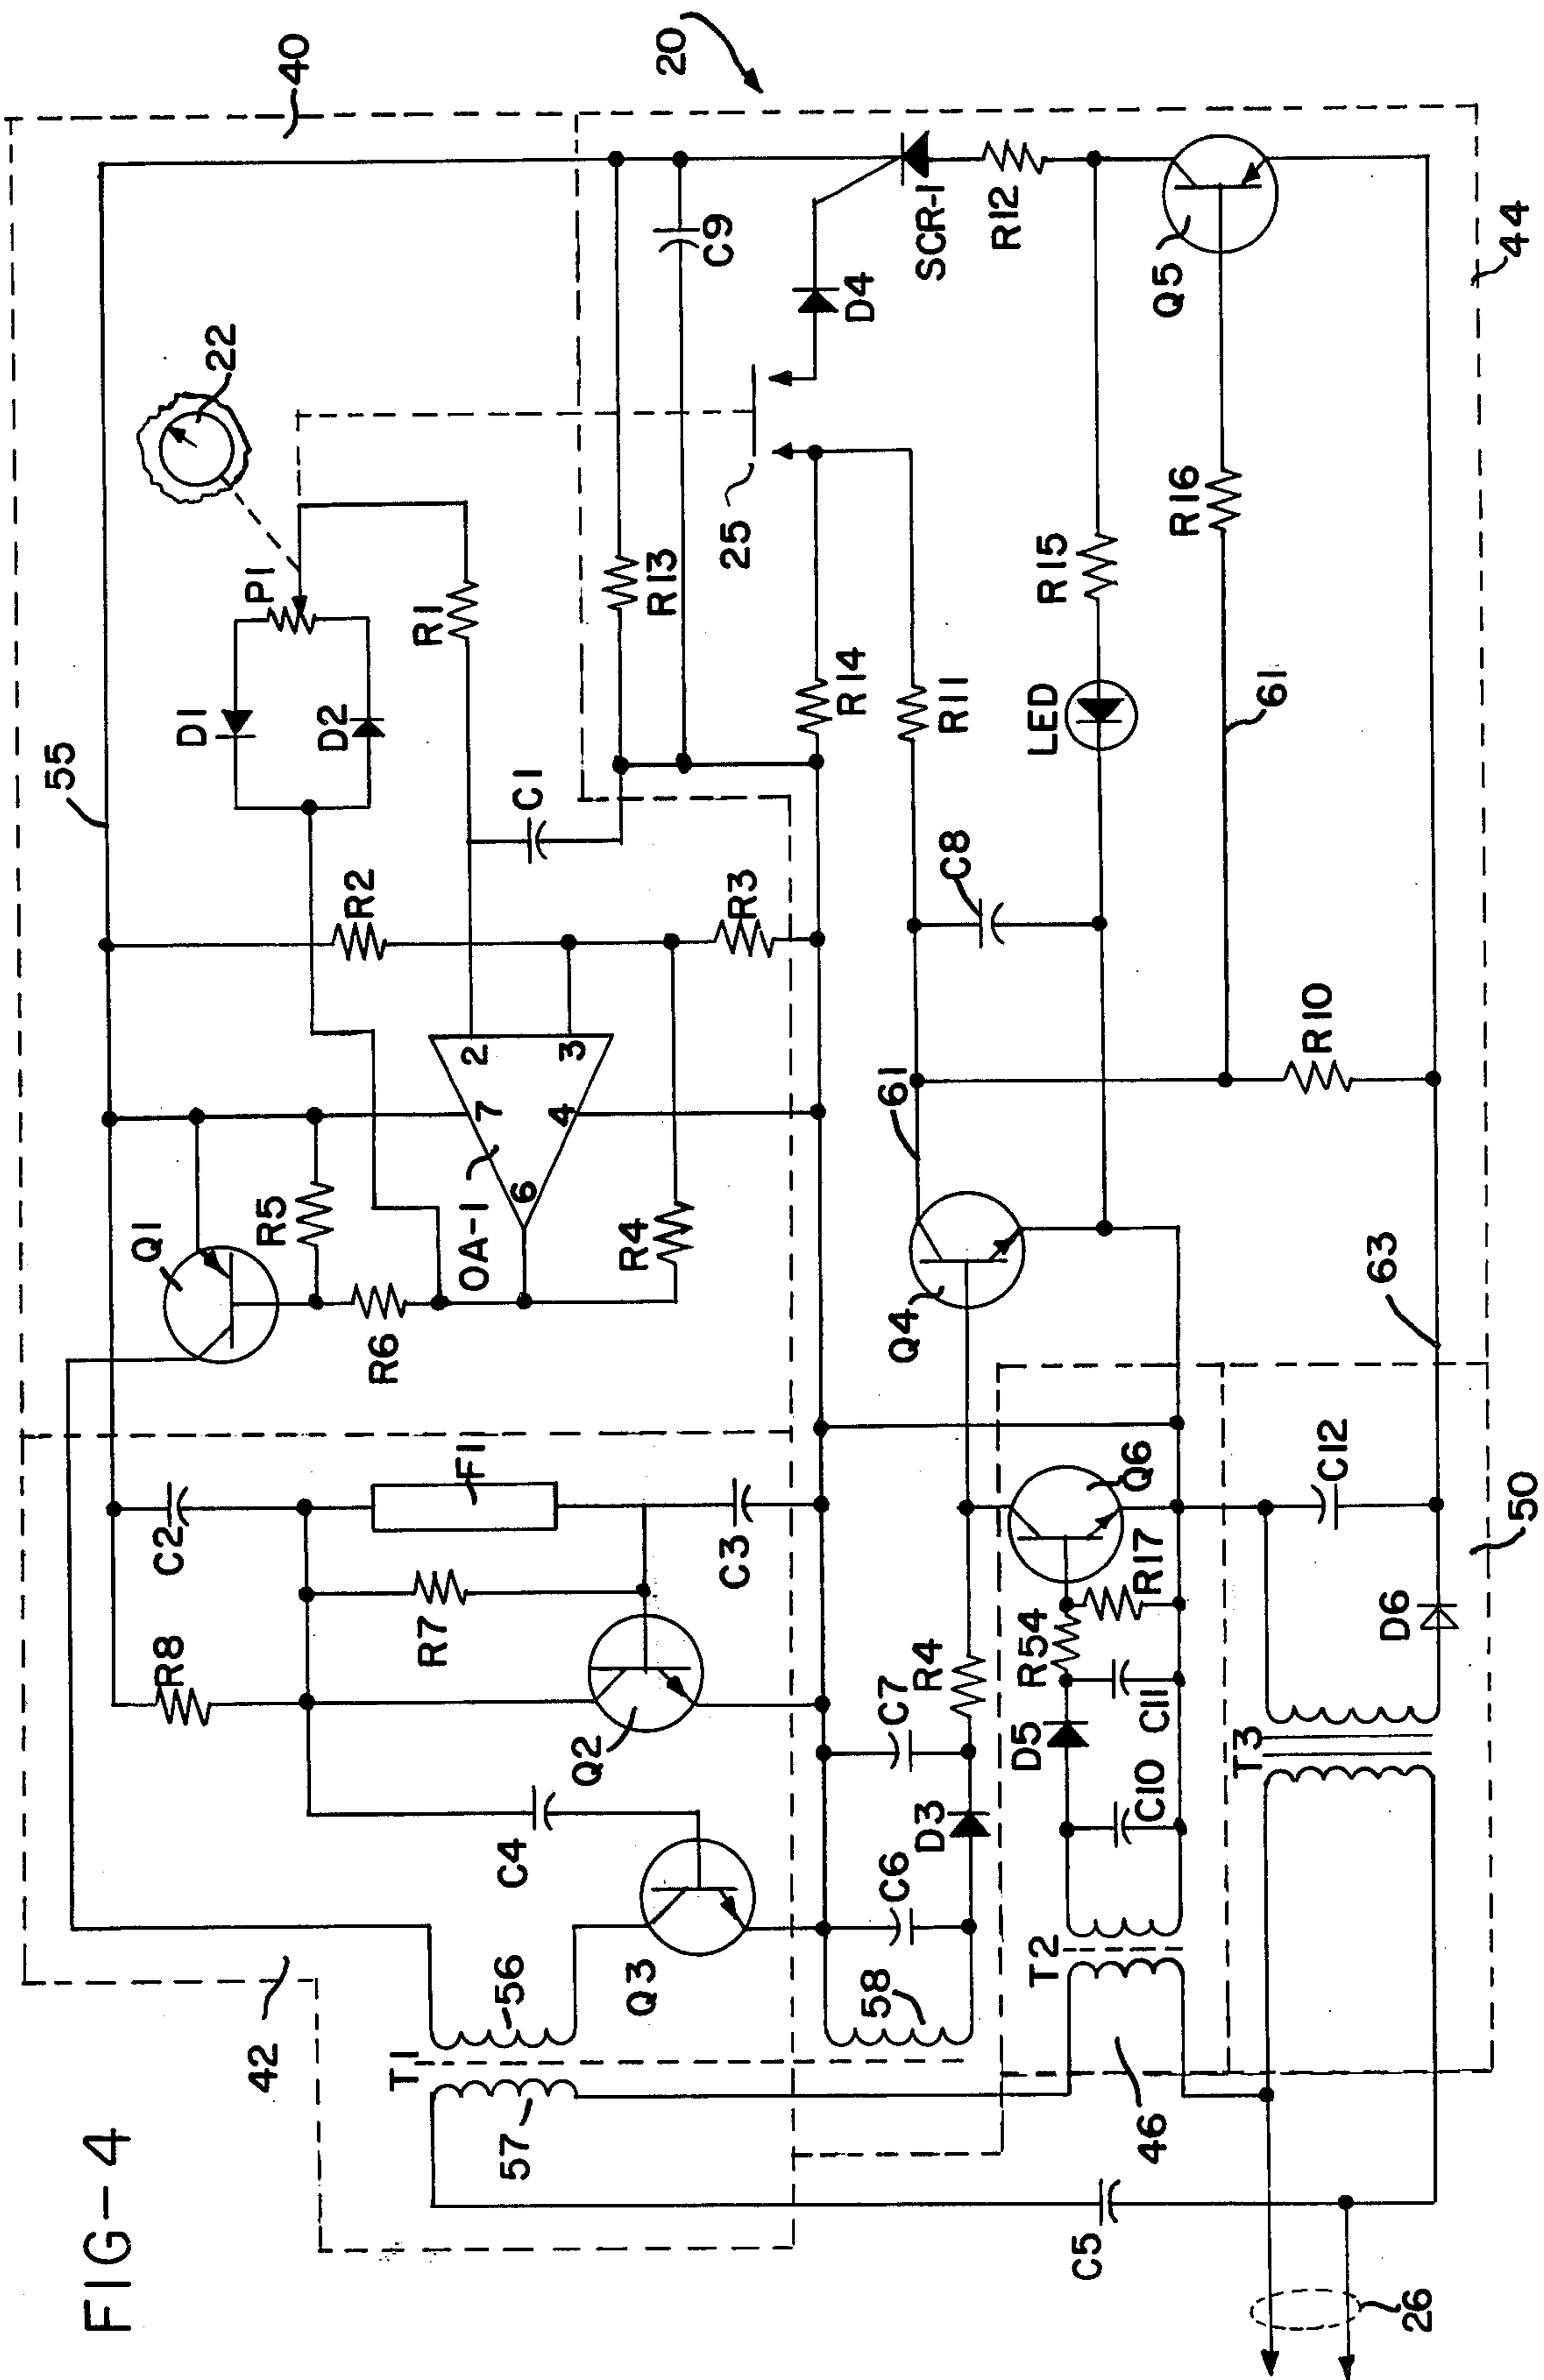 FIG-4
20
40
42
44
46
50
55
22
P1
D1
D2
R1
C1
R2
R3
R13
C9
25
D4
SCR-1
R12
Q5
R14
R11
R15
LED
R16
61
C8
R10
61
63
Q4
2
3
7
4
6
OA-1
R5
Q1
R6
R4
F1
C2
R8
R7
C3
Q2
C4
Q3
56
T1
57
58
C6
C7
D3
R4
Q6
R17
R54
D5
C11
C10
T2
C12
D6
T3
C5
26